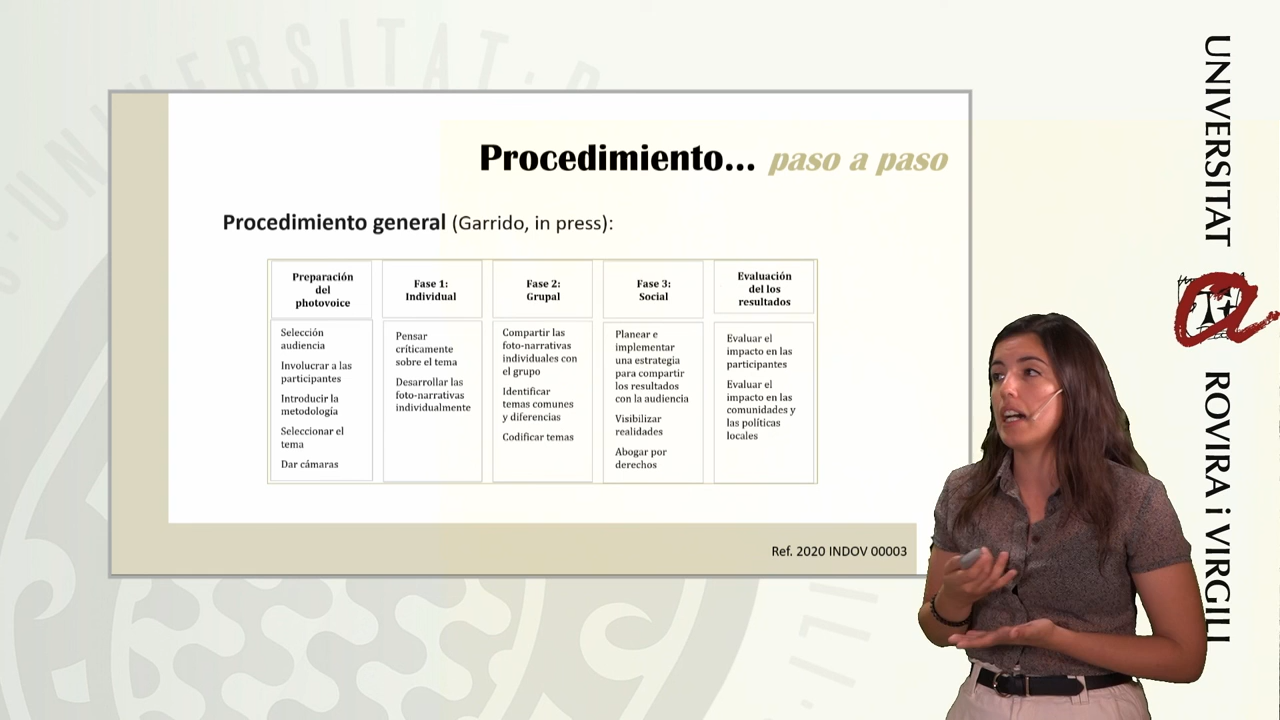 UNIVERSITAT
ROVIRA i VIRGILI
Procedimiento... paso a paso
Procedimiento general (Garrido, in press):
Preparación
del
photovoice
Selección
audiencia
Involucrar a las
participantes
Introducir la
metodología
Seleccionar el
tema
Dar cámaras
Fase 1:
Individual
Pensar
críticamente
sobre el tema
Desarrollar las
foto-narrativas
individualmente
Fase 2:
Grupal
Compartir las
foto-narrativas
individuales con
el grupo
Identificar
temas comunes
y diferencias
Codificar temas
Fase 3:
Social
Planear e
implementar
una estrategia
para compartir
los resultados
con la audiencia
Visibilizar
realidades
Abogar por
derechos
Evaluación
del los
resultados
Evaluar el
impacto en las
participantes
Evaluar el
impacto en las
comunidades y
las políticas
locales
Ref. 2020 INDOV 00003